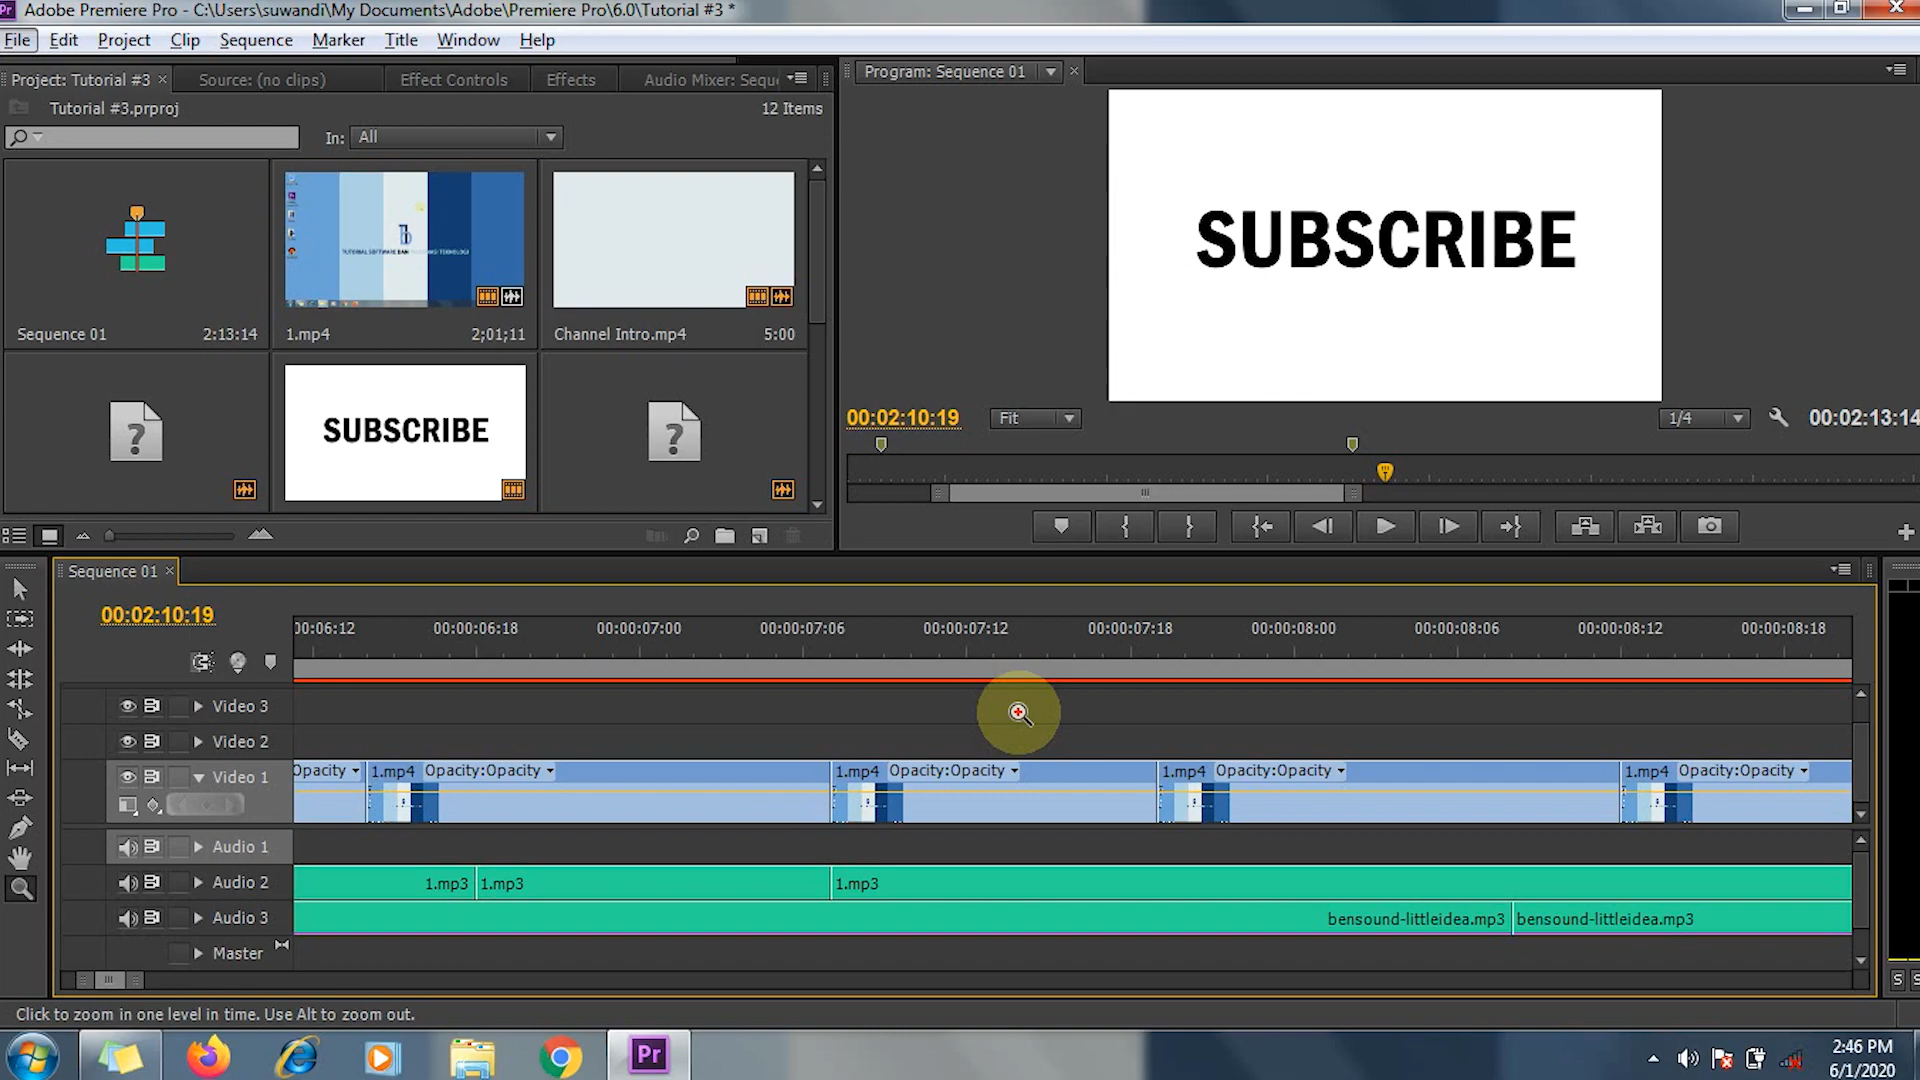 Adobe Premiere Pro - C:\Users\suwandi\My Documents\Adobe\Premiere Pro\6.0\Tutorial #3 *
File Edit Project Clip Sequence Marker Title Window Help
Project: Tutorial #3 Source: (no clips) Effect Controls Effects Audio Mixer: Sequ
Program: Sequence 01
Tutorial #3.prproj 12 Items
In: All
TUTORIAL SOFTWARE DAN
Sequence 01 2:13:14
1.mp4 2;01;11
Channel Intro.mp4 5:00
SUBSCRIBE
SUBSCRIBE
00:02:10:19 Fit 1/4 00:02:13:14
Sequence 01
00:02:10:19
00:06:12 00:00:06:18 00:00:07:00 00:00:07:06 00:00:07:12 00:00:07:18 00:00:08:00 00:00:08:06 00:00:08:12 00:00:08:18
Video 3
Video 2
Video 1
Opacity 1.mp4 Opacity:Opacity 1.mp4 Opacity:Opacity 1.mp4 Opacity:Opacity 1.mp4 Opacity:Opacity
Audio 1
Audio 2 1.mp3 1.mp3 1.mp3
Audio 3 bensound-littleidea.mp3 bensound-littleidea.mp3
Master
S S
Click to zoom in one level in time. Use Alt to zoom out.
Pr
2:46 PM
6/1/2020